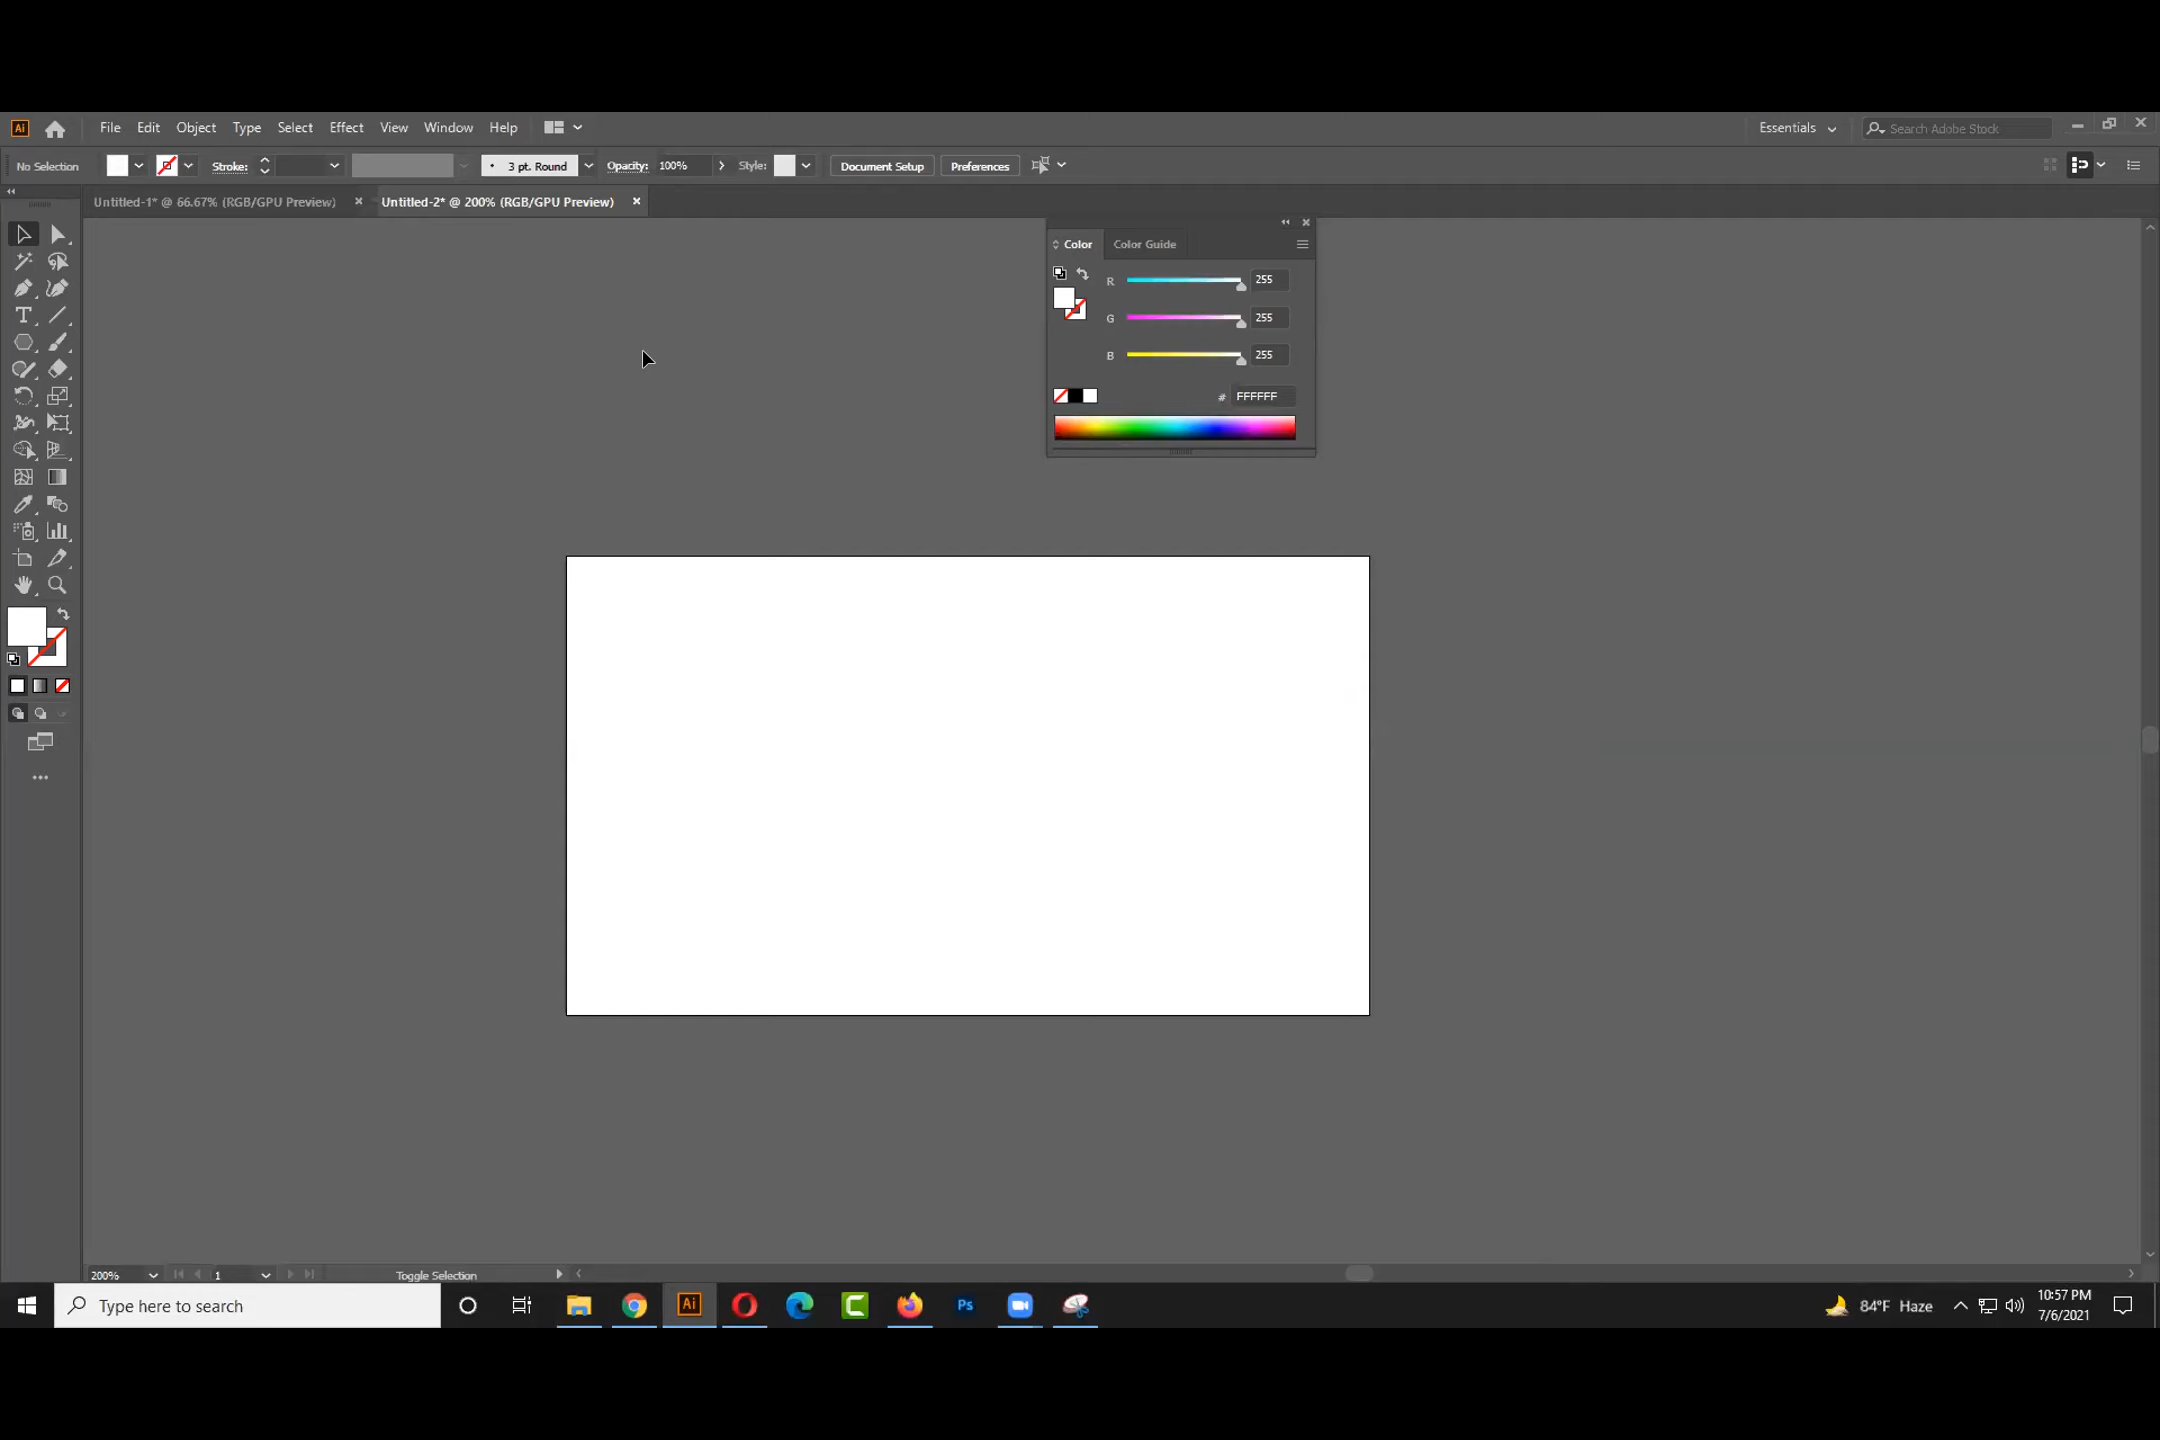 Ai File Edit Object Type Select Effect View Window Help Essentials Search Adobe Stock
No Selection Stroke: 3 pt. Round Opacity: 100% Style: Document Setup Preferences
Untitled-1* @ 66.67% (RGB/GPU Preview) Untitled-2* @ 200% (RGB/GPU Preview)
Color Color Guide
R 255
G 255
B 255
# FFFFFF
200% 1 Toggle Selection
Type here to search Ai Ps 84°F Haze 10:57 PM
7/6/2021